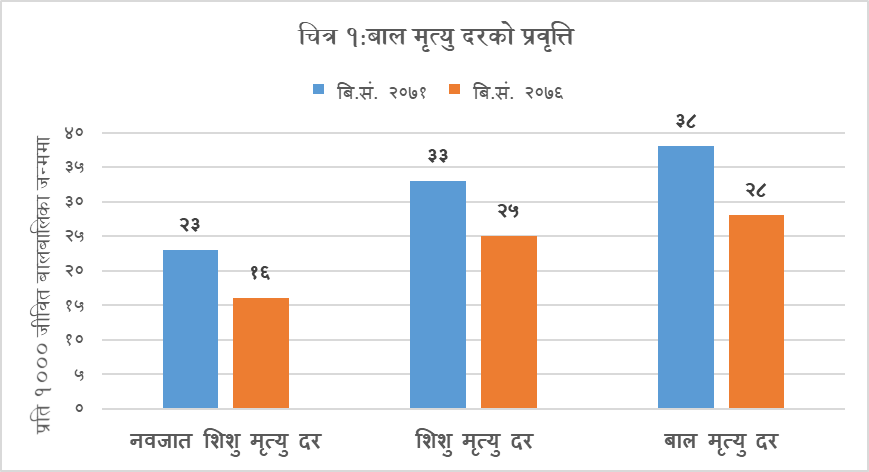 चित्र १:बाल मृत्यु दरको प्रवृत्ति
बि.सं. २०७१ बि.सं. २०७६
प्रति १००० जीवित बालबालिका जन्ममा
४०
३५
३०
२५
२०
१५
१०
५
०
२३
१६
३३
२५
३८
२८
नवजात शिशु मृत्यु दर
शिशु मृत्यु दर
बाल मृत्यु दर